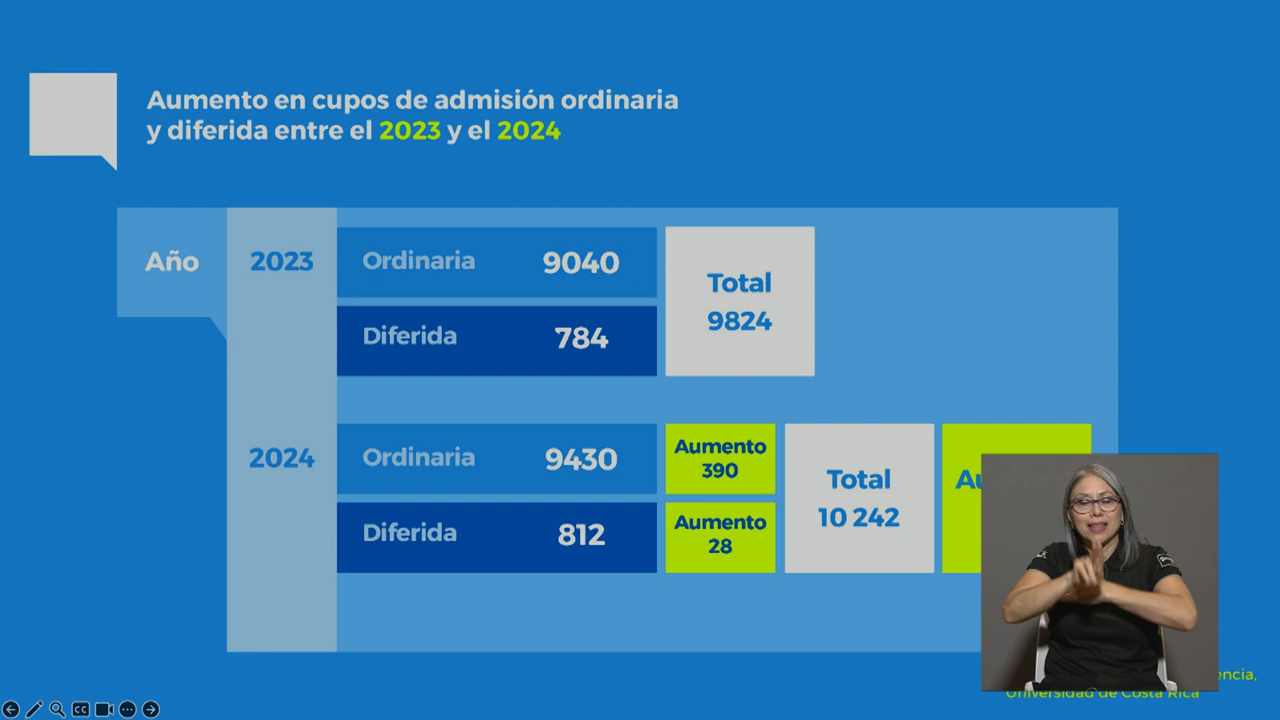 Aumento en cupos de admisión ordinaria
y diferida entre el 2023 y el 2024
Año
2023
Ordinaria 9040
Diferida 784
Total
9824
2024
Ordinaria 9430
Diferida 812
Aumento
390
Aumento
28
Total
10 242
Universidad de Costa Rica
CC